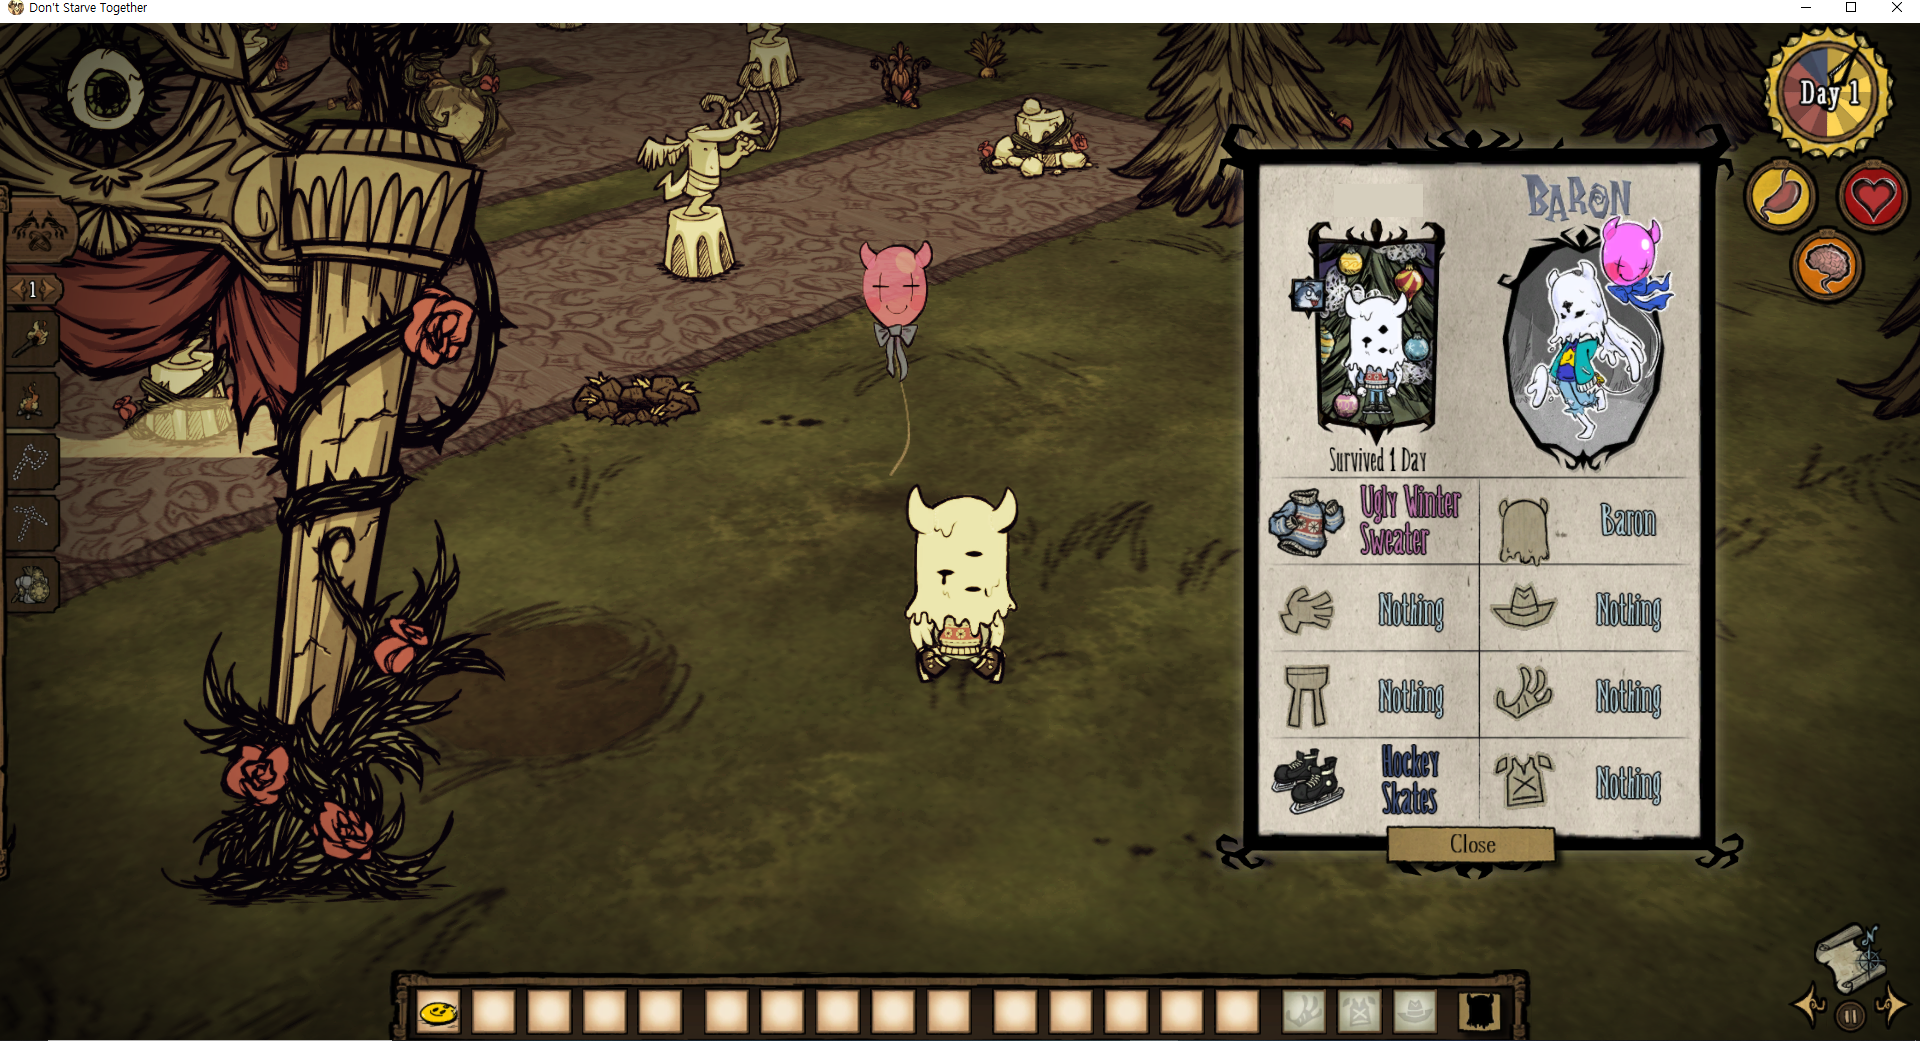 Don't Starve Together
Day 1
1
BARON
Survived 1 Day
Ugly Winter
Sweater
Baron
Nothing
Nothing
Nothing
Nothing
Hockey
Skates
Nothing
Close
N